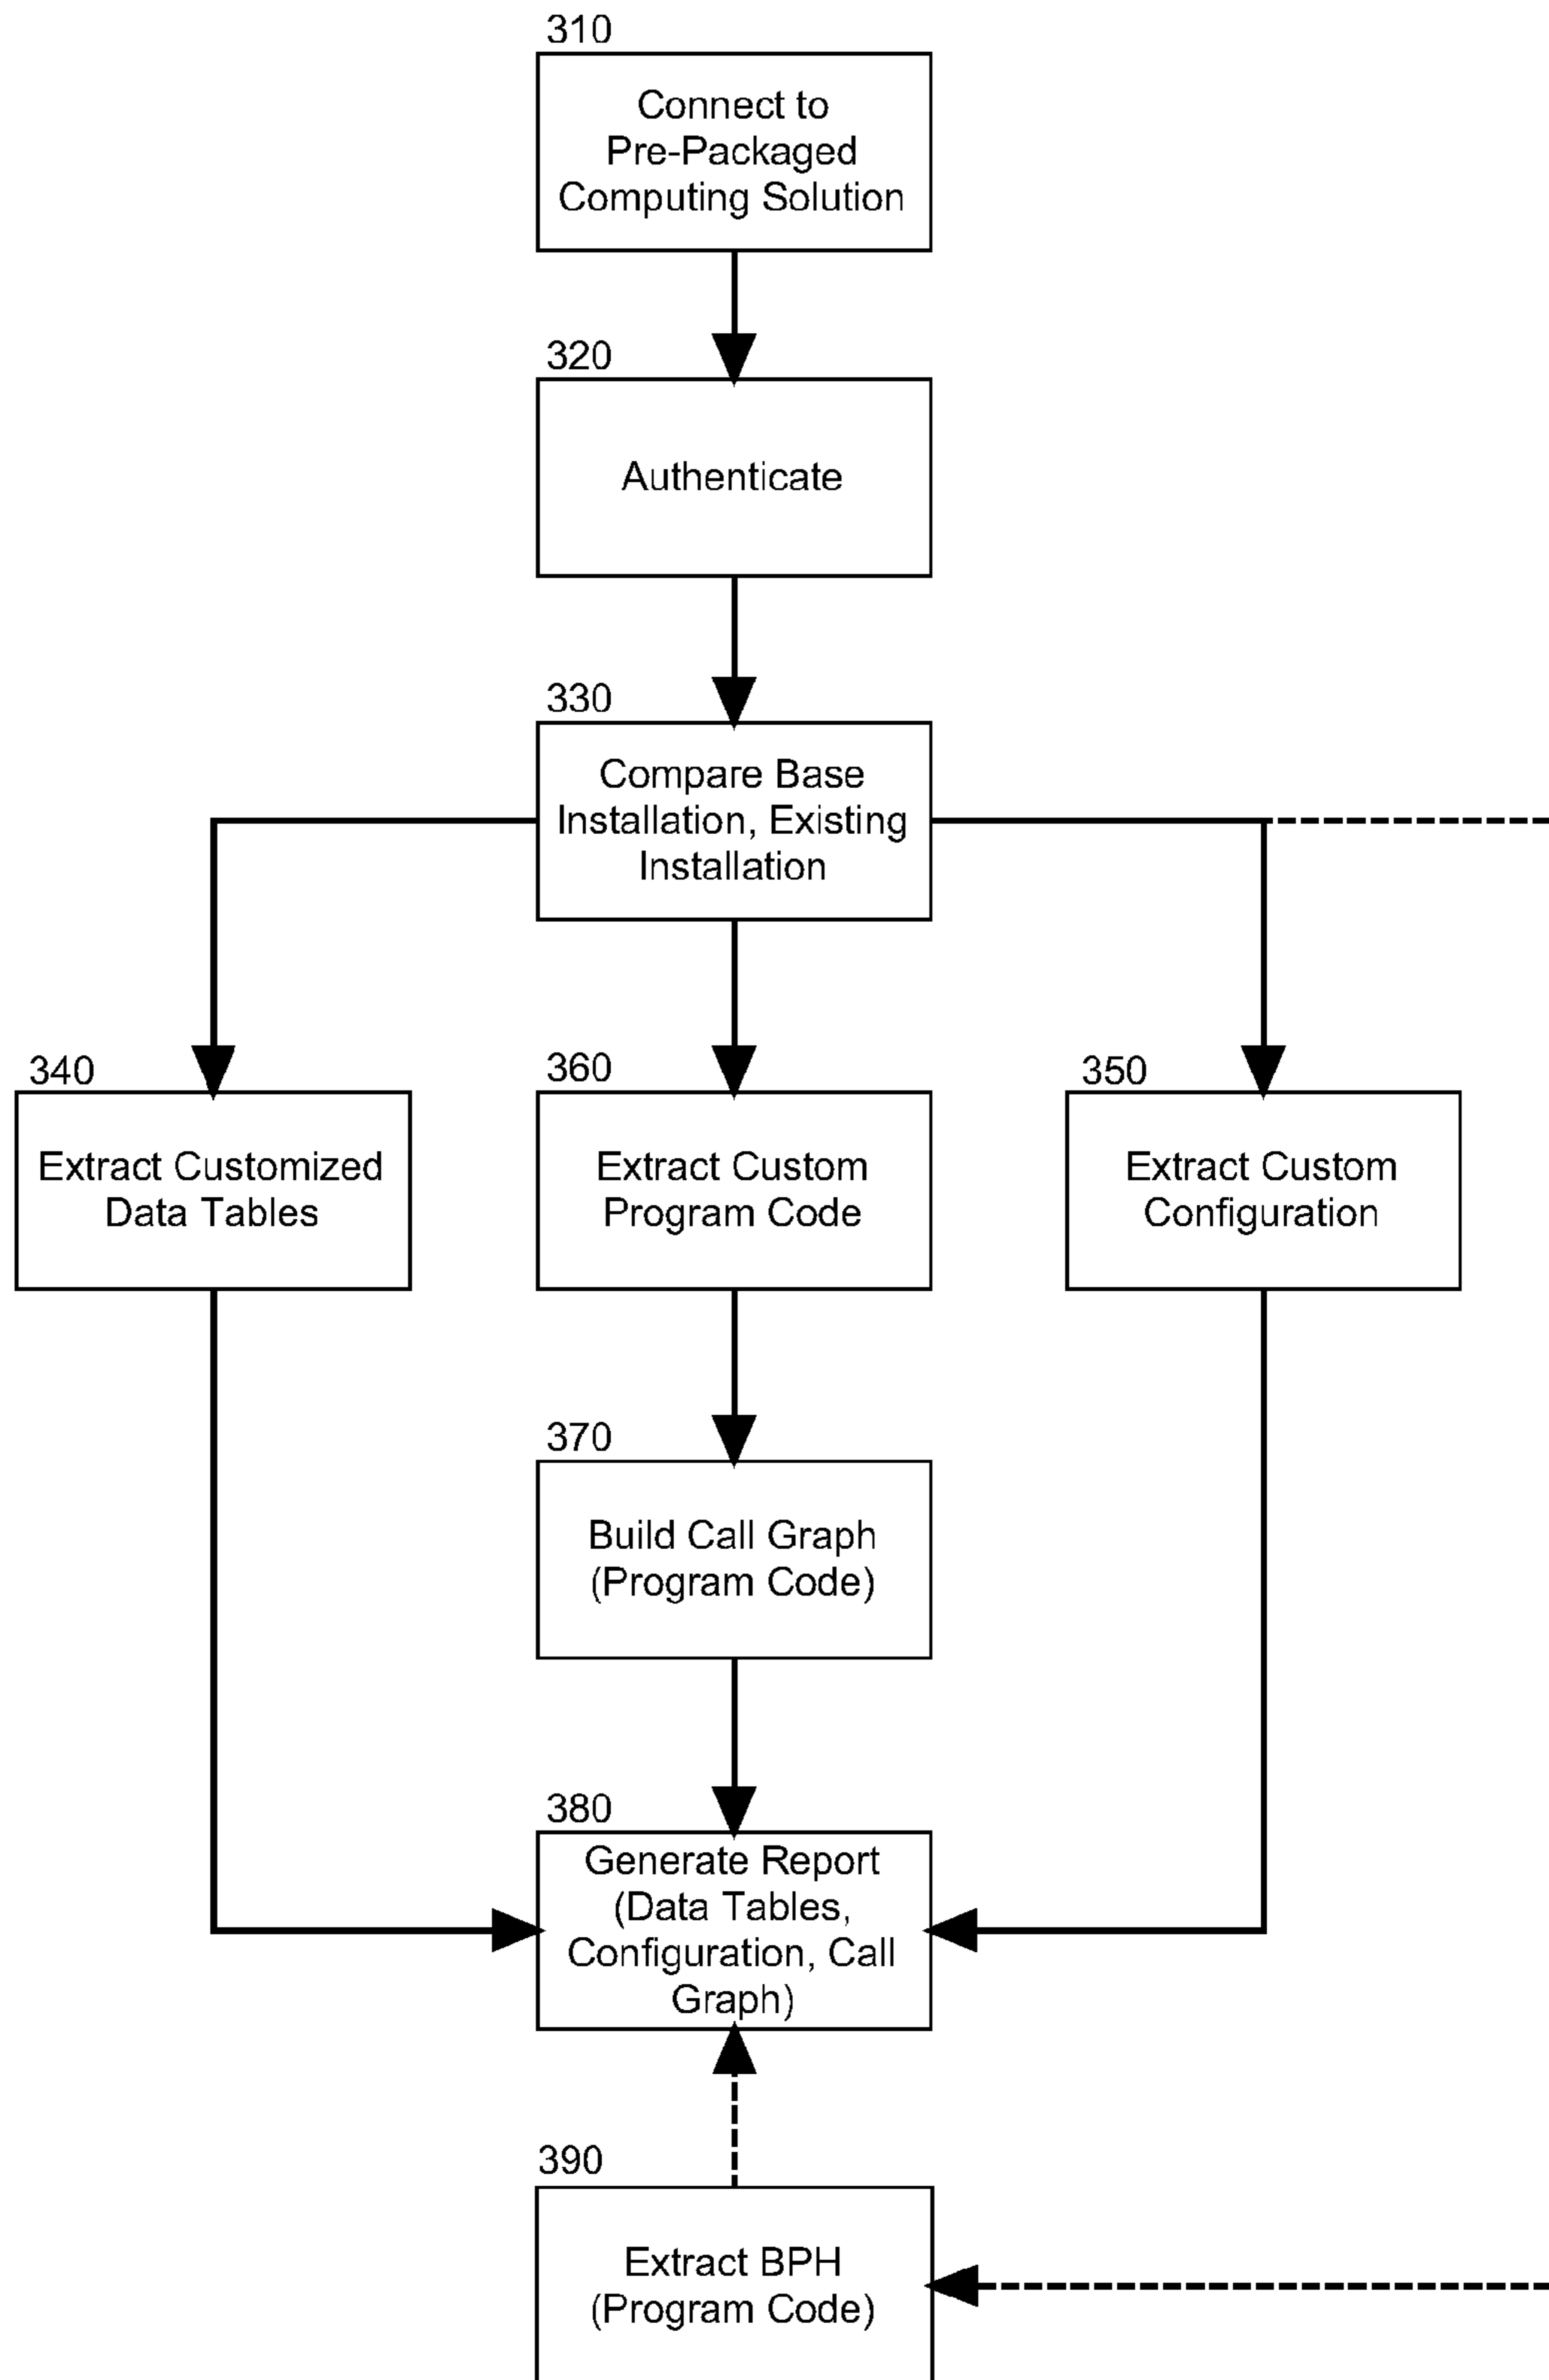 310
Connect to
Pre-Packaged
Computing Solution
320
Authenticate
330
Compare Base
Installation, Existing
Installation
340
Extract Customized
Data Tables
360
Extract Custom
Program Code
350
Extract Custom
Configuration
370
Build Call Graph
(Program Code)
380
Generate Report
(Data Tables,
Configuration, Call
Graph)
390
Extract BPH
(Program Code)